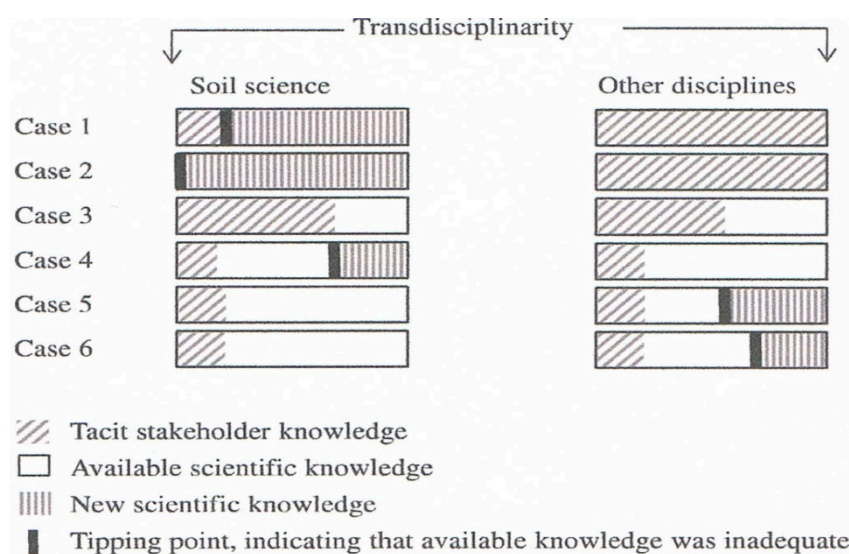 Transdisciplinarity
Soil science
Other disciplines
Case 1
Case 2
Case 3
Case 4
Case 5
Case 6
Tacit stakeholder knowledge
Available scientific knowledge
New scientific knowledge
Tipping point, indicating that available knowledge was inadequate